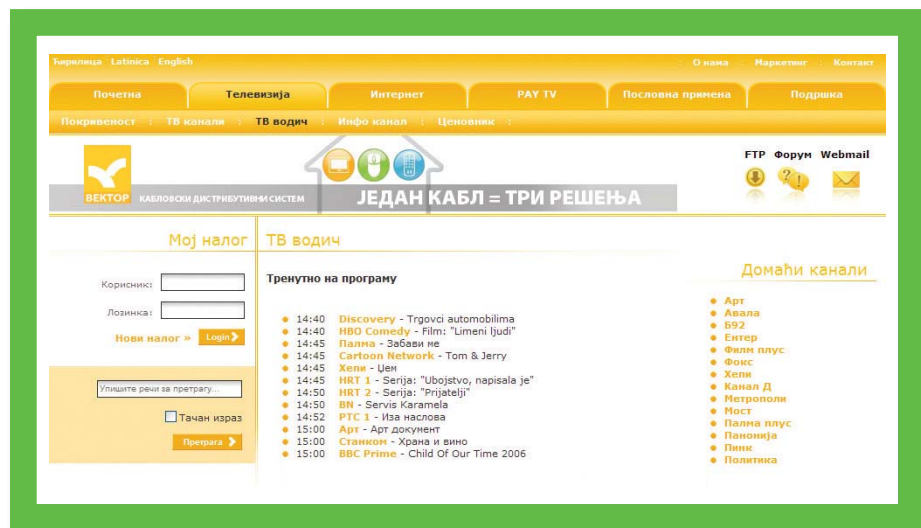 Ћирилица Latinica English
О нама : Маркетинг : Контакт
Почетна Телевизија Интернет PAY TV Пословна примена Подршка
Покривеност : ТВ канали : ТВ водич : Инфо канал : Ценовник :
FTP Форум Webmail
ВЕКТОР КАБЛОВСКИ ДИСТРИБУТИВНИ СИСТЕМ ЈЕДАН КАБЛ = ТРИ РЕШЕЊА
Мој налог
Корисник:
Лозинка:
Нови налог » Login
Упишите речи за претрагу...
Тачан израз
Претрага
ТВ водич
Тренутно на програму
14:40 Discovery - Trgovci automobilima
14:40 HBO Comedy - Film: "Limeni ljudi"
14:45 Палма - Забави ме
14:45 Cartoon Network - Tom & Jerry
14:45 Хепи - Џем
14:45 HRT 1 - Serija: "Ubojstvo, napisala je"
14:50 HRT 2 - Serija: "Prijatelji"
14:50 BN - Servis Karamela
14:52 РТС 1 - Иза наслова
15:00 Арт - Арт документ
15:00 Станком - Храна и вино
15:00 BBC Prime - Child Of Our Time 2006
Домаћи канали
Арт
Авала
Б92
Ентер
Филм плус
Фокс
Хепи
Канал Д
Метрополи
Мост
Палма плус
Панонија
Пинк
Политика